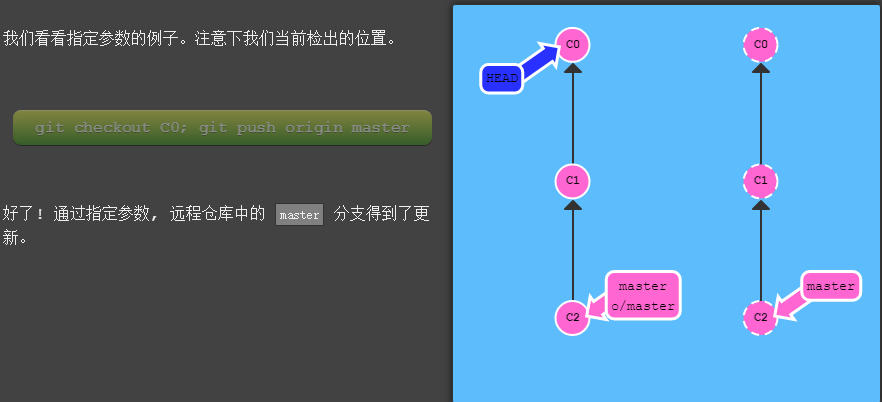 我们看看指定参数的例子。注意下我们当前检出的位置。
git checkout C0; git push origin master
好了! 通过指定参数, 远程仓库中的 master 分支得到了更
新。
C0
C0
HEAD
C1
C1
master
o/master
master
C2
C2